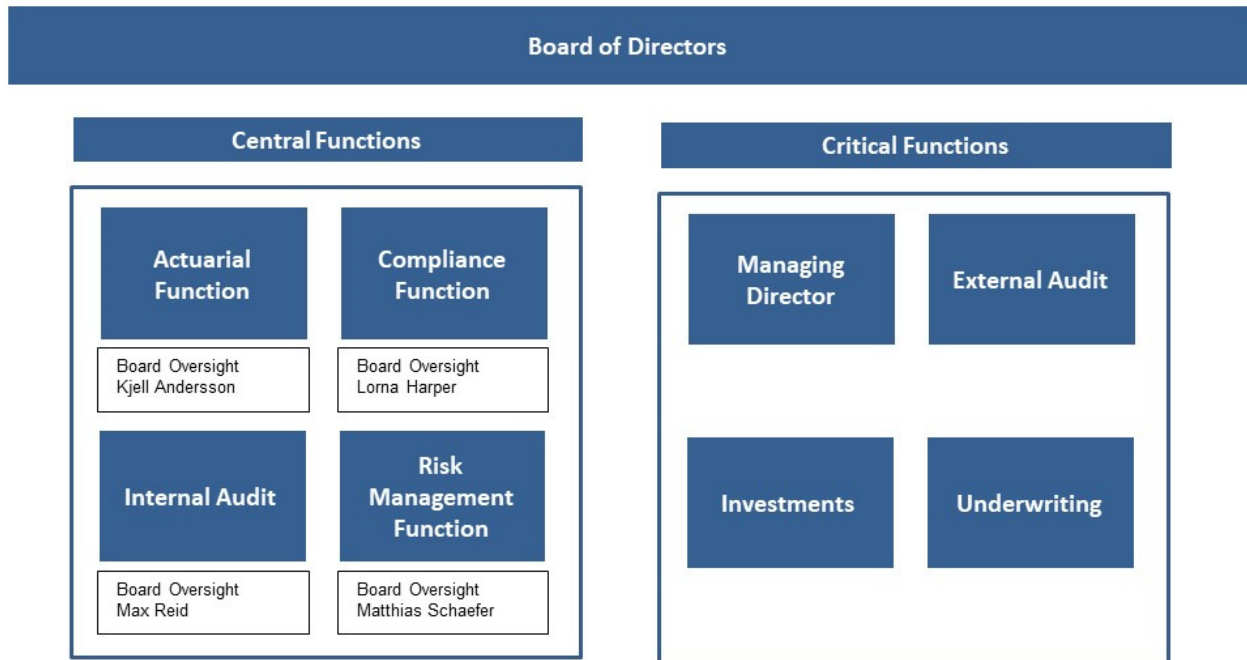 Board of Directors
Central Functions
Actuarial
Function
Board Oversight
Kjell Andersson
Compliance
Function
Board Oversight
Lorna Harper
Internal Audit
Board Oversight
Max Reid
Risk
Management
Function
Board Oversight
Matthias Schaefer
Critical Functions
Managing
Director
External Audit
Investments
Underwriting